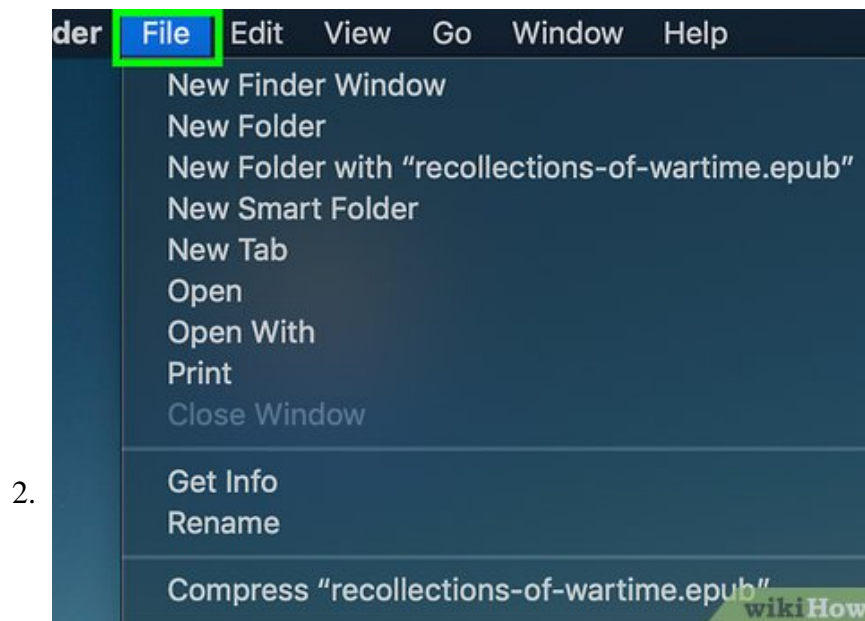 der File Edit View Go Window Help
New Finder Window
New Folder
New Folder with “recollections-of-wartime.epub”
New Smart Folder
New Tab
Open
Open With
Print
Close Window
2.
Get Info
Rename
Compress “recollections-of-wartime.epub”
wikiHow